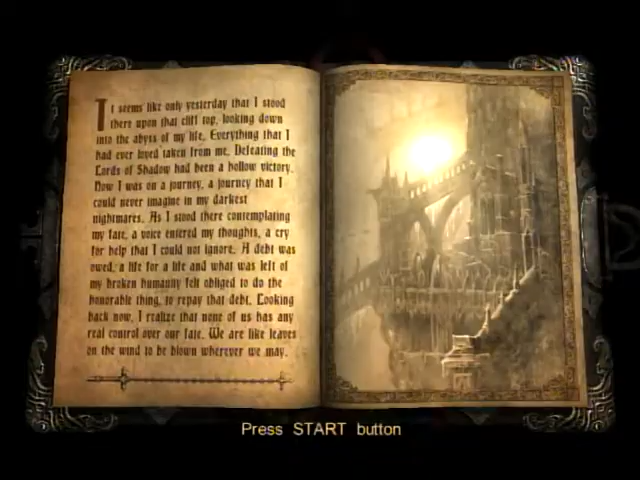 It seems like only yesterday that I stood
there upon that cliff top, looking down
into the abyss of my life. Everything that I
had ever loved taken from me. Defeating the
Lords of Shadow had been a hollow victory.
Now I was on a journey, a journey that I
could never imagine in my darkest
nightmares. As I stood there contemplating
my fate, a voice entered my thoughts, a cry
for help that I could not ignore. A debt was
owed, a life for a life and what was left of
my broken humanity felt obliged to do the
honorable thing, to repay that debt. Looking
back now, I realize that none of us has any
real control over our fate. We are like leaves
on the wind to be blown wherever we may.
Press START button